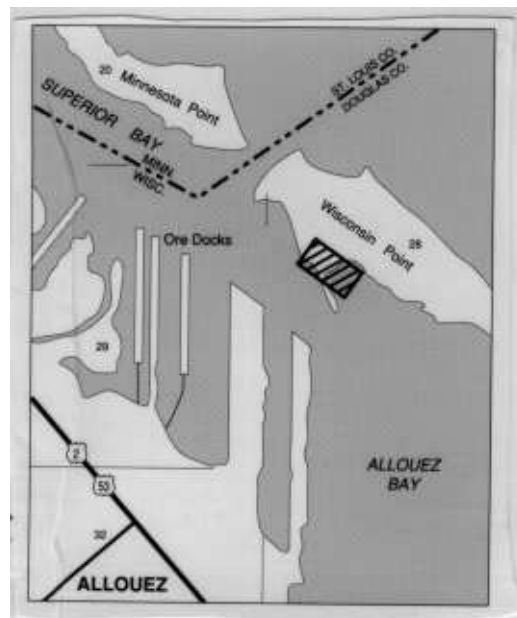 20
Minnesota Point
SUPERIOR BAY
ST. LOUIS CO.
DOUGLAS CO.
MINN.
WISC.
Wisconsin Point
28
Ore Docks
29
2
53
32
ALLOUEZ
ALLOUEZ
BAY